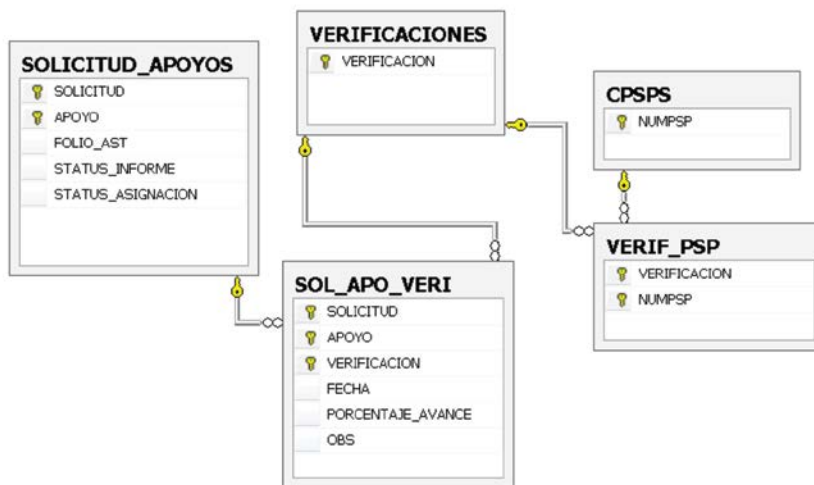 SOLICITUD_APOYOS
SOLICITUD
APOYO
FOLIO_AST
STATUS_INFORME
STATUS_ASIGNACION
VERIFICACIONES
VERIFICACION
CPSPS
NUMPSP
SOL_APO_VERI
SOLICITUD
APOYO
VERIFICACION
FECHA
PORCENTAJE_AVANCE
OBS
VERIF_PSP
VERIFICACION
NUMPSP